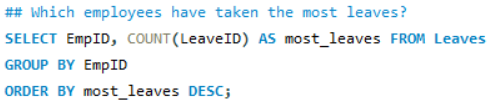 ## Which employees have taken the most leaves?
SELECT EmpID, COUNT(LeaveID) AS most_leaves FROM Leaves
GROUP BY EmpID
ORDER BY most_leaves DESC;